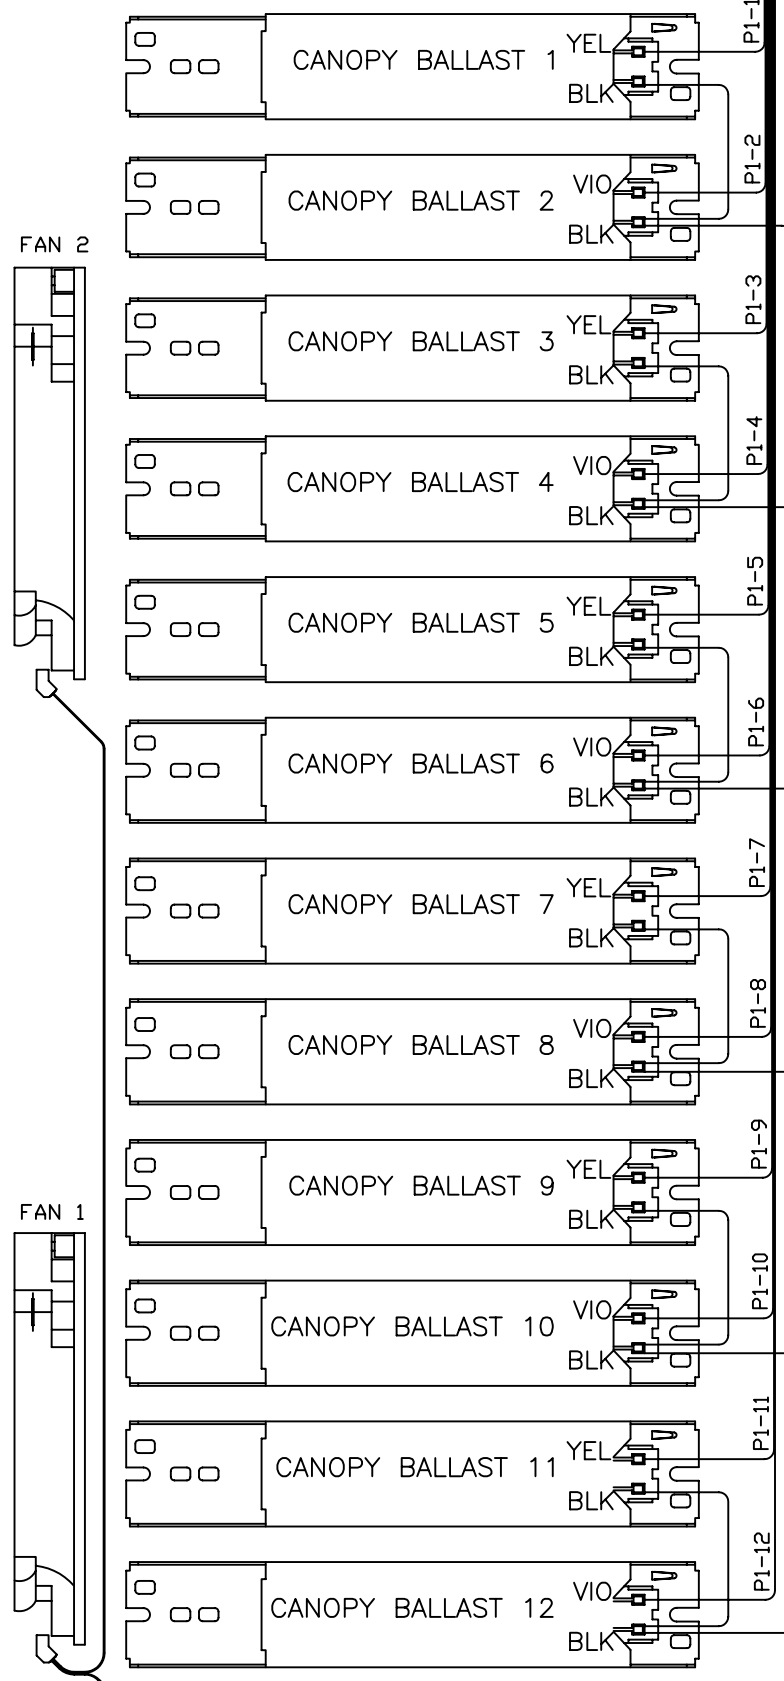 P1-1
CANOPY BALLAST 1
YEL
BLK
P1-2
CANOPY BALLAST 2
VIO
BLK
FAN 2
P1-3
CANOPY BALLAST 3
YEL
BLK
P1-4
CANOPY BALLAST 4
VIO
BLK
P1-5
CANOPY BALLAST 5
YEL
BLK
P1-6
CANOPY BALLAST 6
VIO
BLK
P1-7
CANOPY BALLAST 7
YEL
BLK
P1-8
CANOPY BALLAST 8
VIO
BLK
P1-9
CANOPY BALLAST 9
YEL
BLK
FAN 1
P1-10
CANOPY BALLAST 10
VIO
BLK
P1-11
CANOPY BALLAST 11
YEL
BLK
P1-12
CANOPY BALLAST 12
VIO
BLK